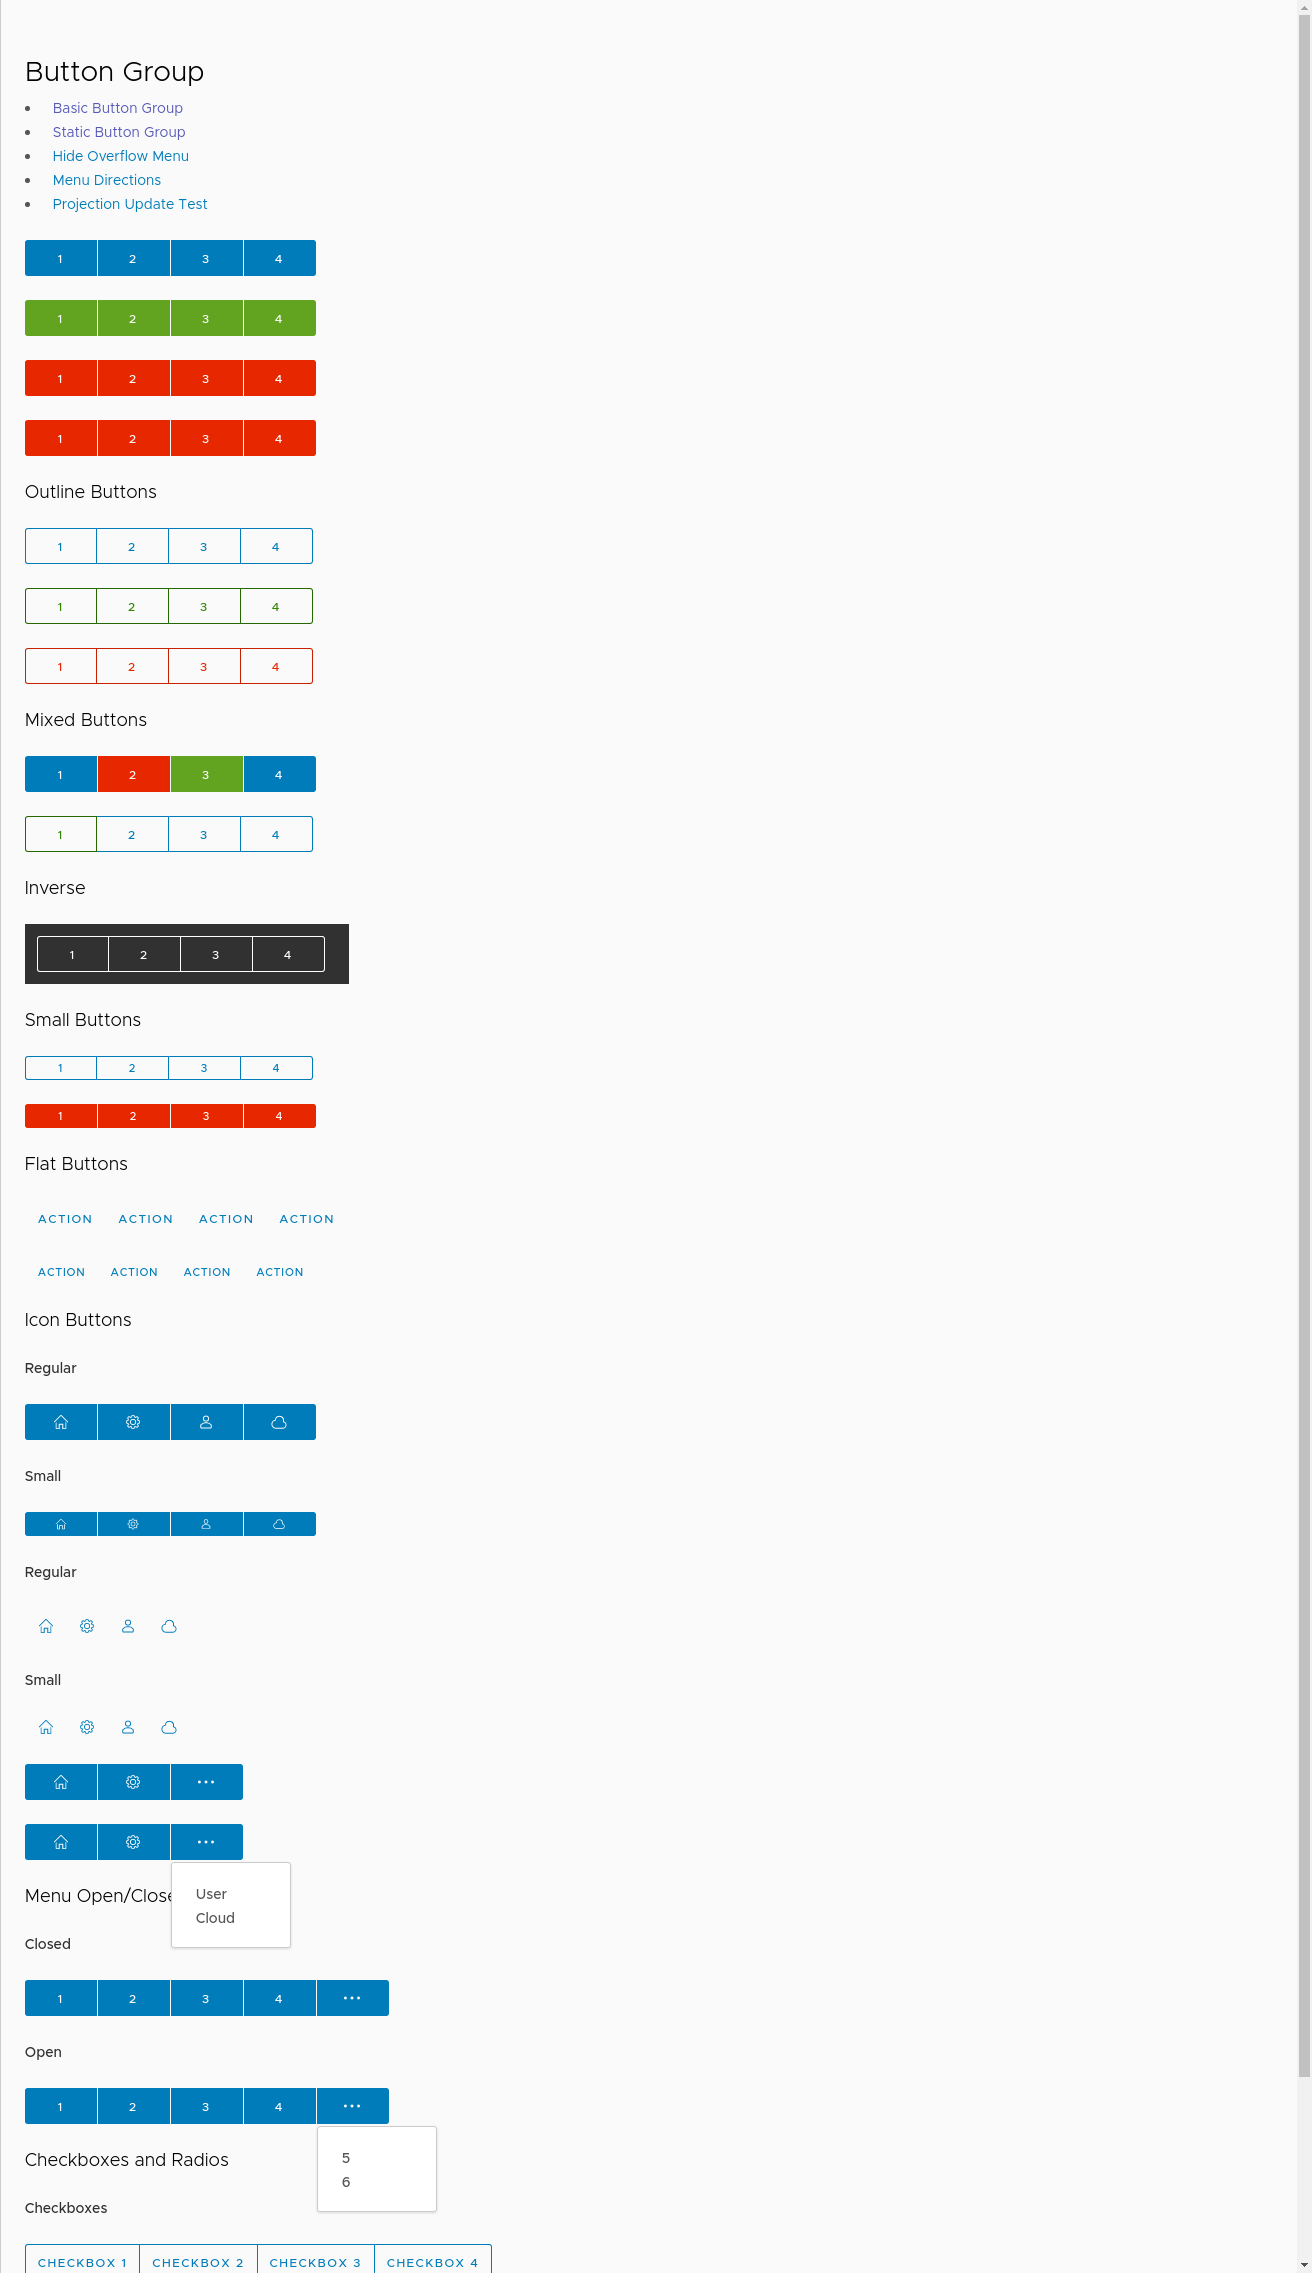 Button Group
Basic Button Group
Static Button Group
Hide Overflow Menu
Menu Directions
Projection Update Test
1 2 3 4
1 2 3 4
1 2 3 4
1 2 3 4
Outline Buttons
1 2 3 4
1 2 3 4
1 2 3 4
Mixed Buttons
1 2 3 4
1 2 3 4
Inverse
1 2 3 4
Small Buttons
1 2 3 4
1 2 3 4
Flat Buttons
ACTION ACTION ACTION ACTION
ACTION ACTION ACTION ACTION
Icon Buttons
Regular
Small
Regular
Small
Menu Open/Close
User
Cloud
Closed
1 2 3 4 ...
Open
1 2 3 4 ...
Checkboxes and Radios
5
6
Checkboxes
CHECKBOX 1 CHECKBOX 2 CHECKBOX 3 CHECKBOX 4